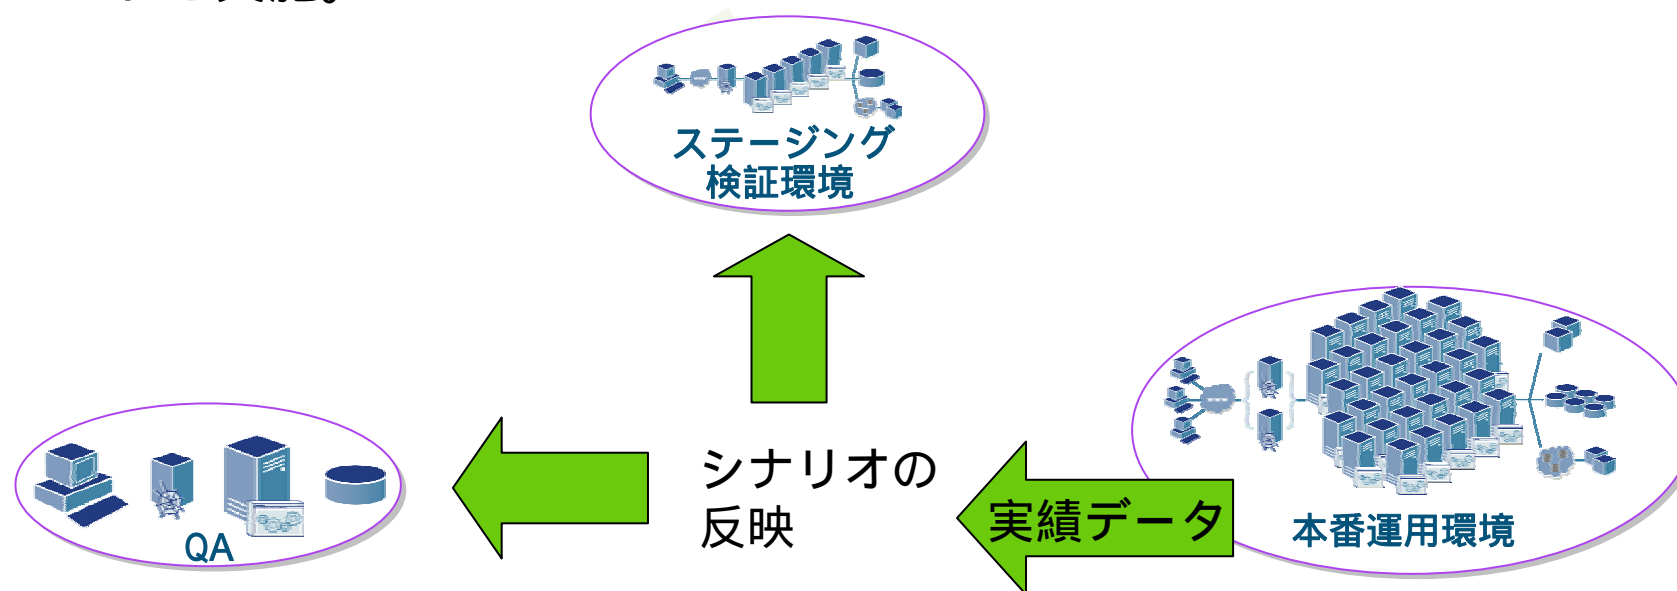 ステージング
検証環境
シナリオの
反映
実績データ
本番運用環境
QA